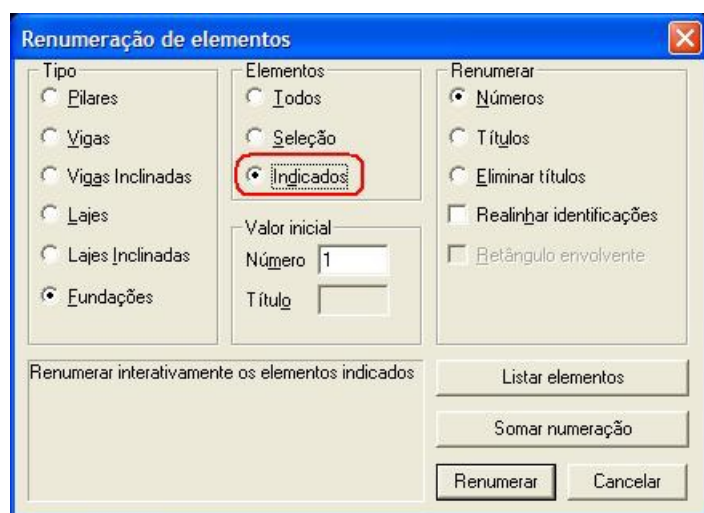 Renumeração de elementos
Tipo
Pilares
Vigas
Vigas Inclinadas
Lajes
Lajes Inclinadas
Fundações
Elementos
Todos
Seleção
Indicados
Valor inicial
Número 1
Título
Renumerar
Números
Títulos
Eliminar títulos
Realinhar identificações
Retângulo envolvente
Renumerar interativamente os elementos indicados
Listar elementos
Somar numeração
Renumerar Cancelar